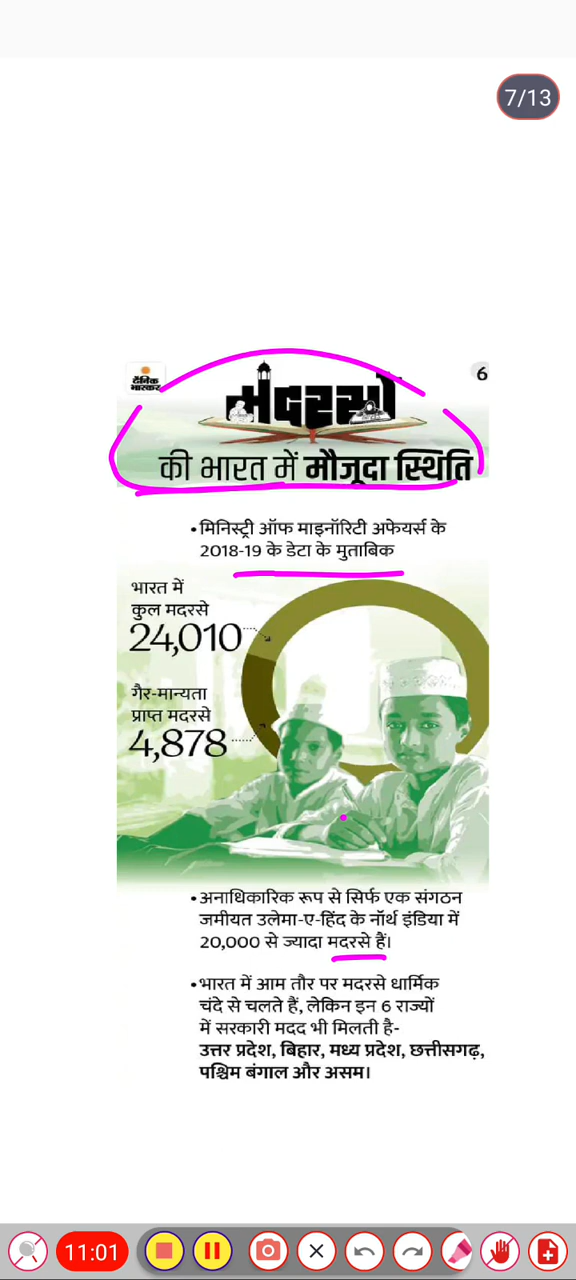 7/13
दैनिक
भास्कर
6
मदरसों
की भारत में मौजूदा स्थिति
• मिनिस्ट्री ऑफ माइनॉरिटी अफेयर्स के
2018-19 के डेटा के मुताबिक
भारत में
कुल मदरसे
24,010
गैर-मान्यता
प्राप्त मदरसे
4,878
• अनाधिकारिक रूप से सिर्फ एक संगठन
जमीयत उलेमा-ए-हिंद के नॉर्थ इंडिया में
20,000 से ज्यादा मदरसे हैं।
• भारत में आम तौर पर मदरसे धार्मिक
चंदे से चलते हैं, लेकिन इन 6 राज्यों
में सरकारी मदद भी मिलती है-
उत्तर प्रदेश, बिहार, मध्य प्रदेश, छत्तीसगढ़,
पश्चिम बंगाल और असम।
11:01